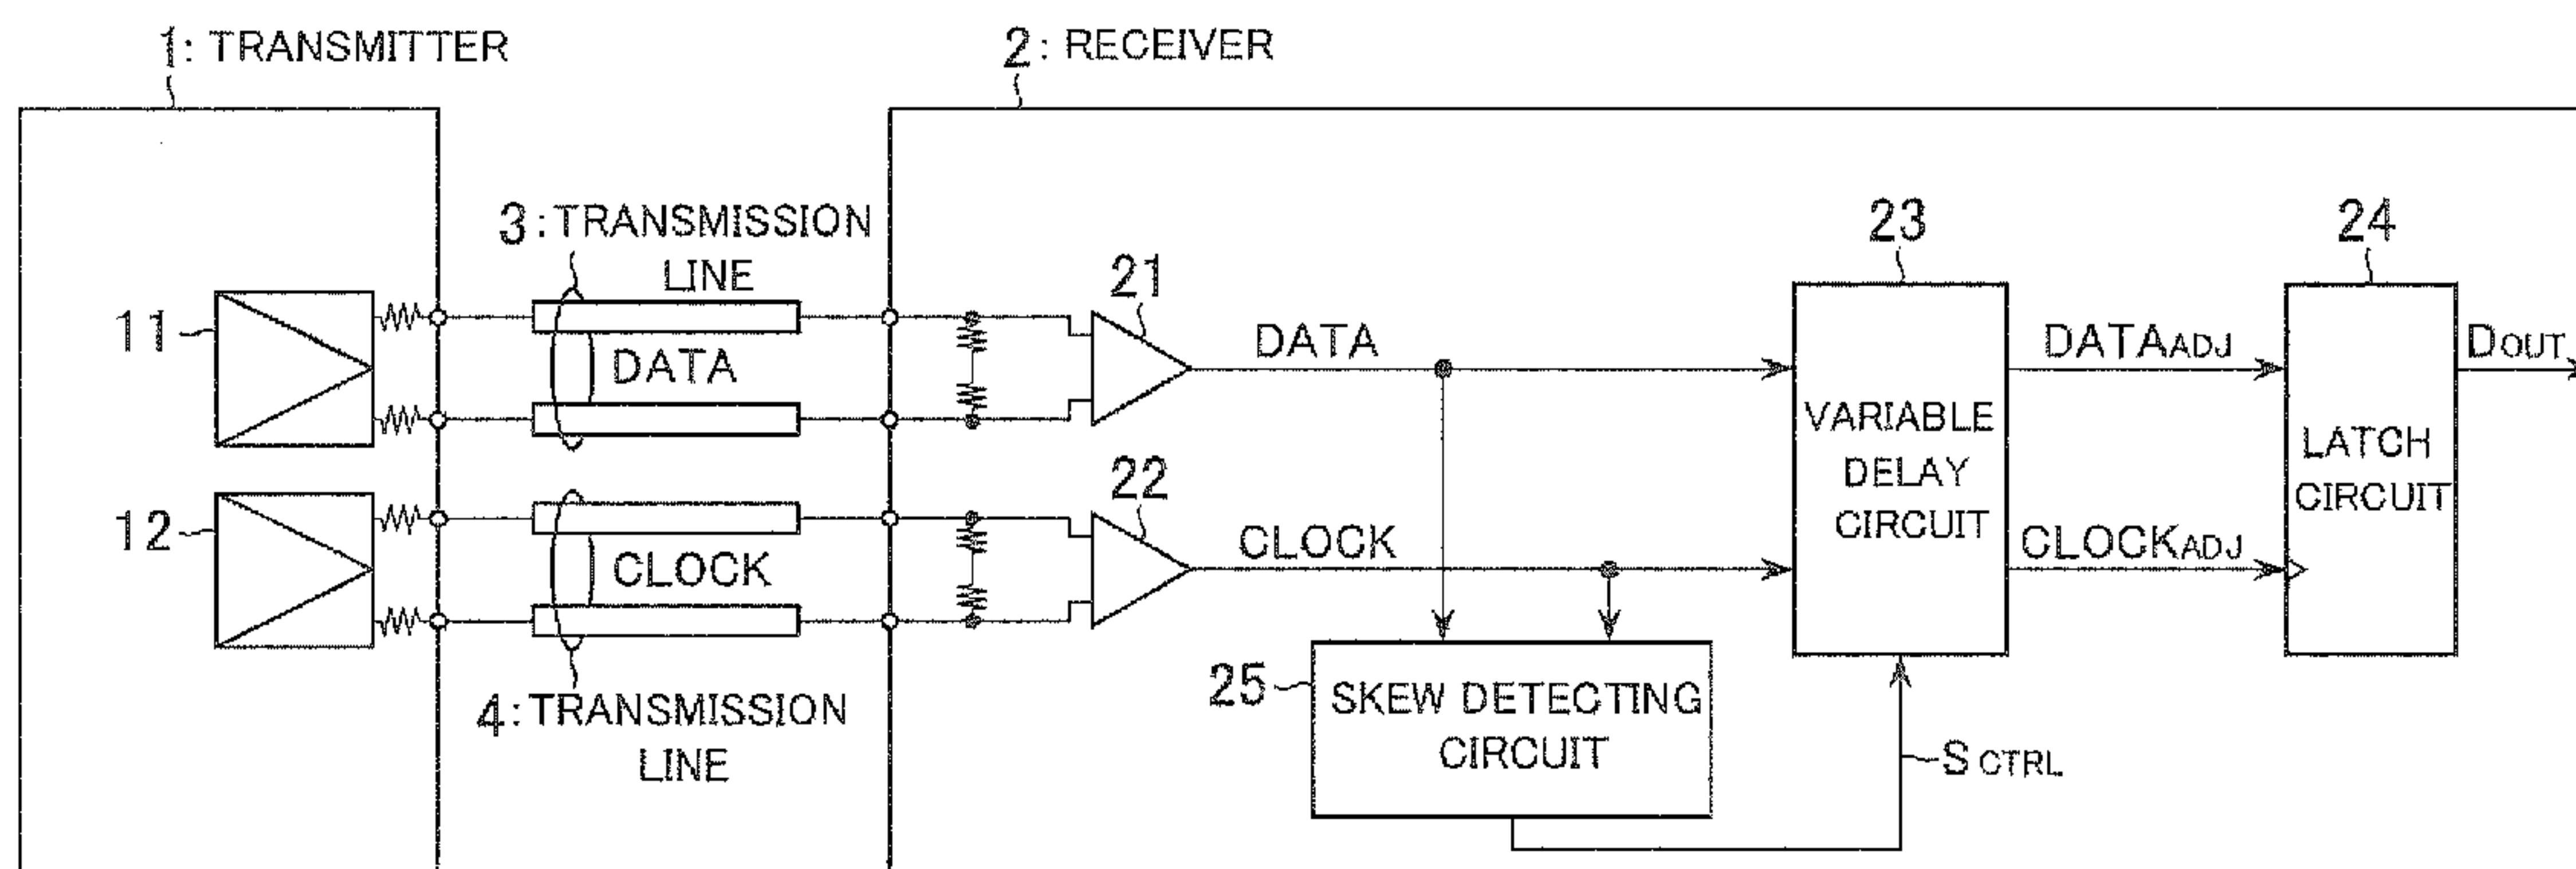 1: TRANSMITTER
2: RECEIVER
3: TRANSMISSION
LINE
11
DATA
12
CLOCK
4: TRANSMISSION
LINE
21
DATA
22
CLOCK
25
SKEW DETECTING
CIRCUIT
23
VARIABLE
DELAY
CIRCUIT
SCTRL
DATAADJ
CLOCKADJ
24
LATCH
CIRCUIT
DOUT